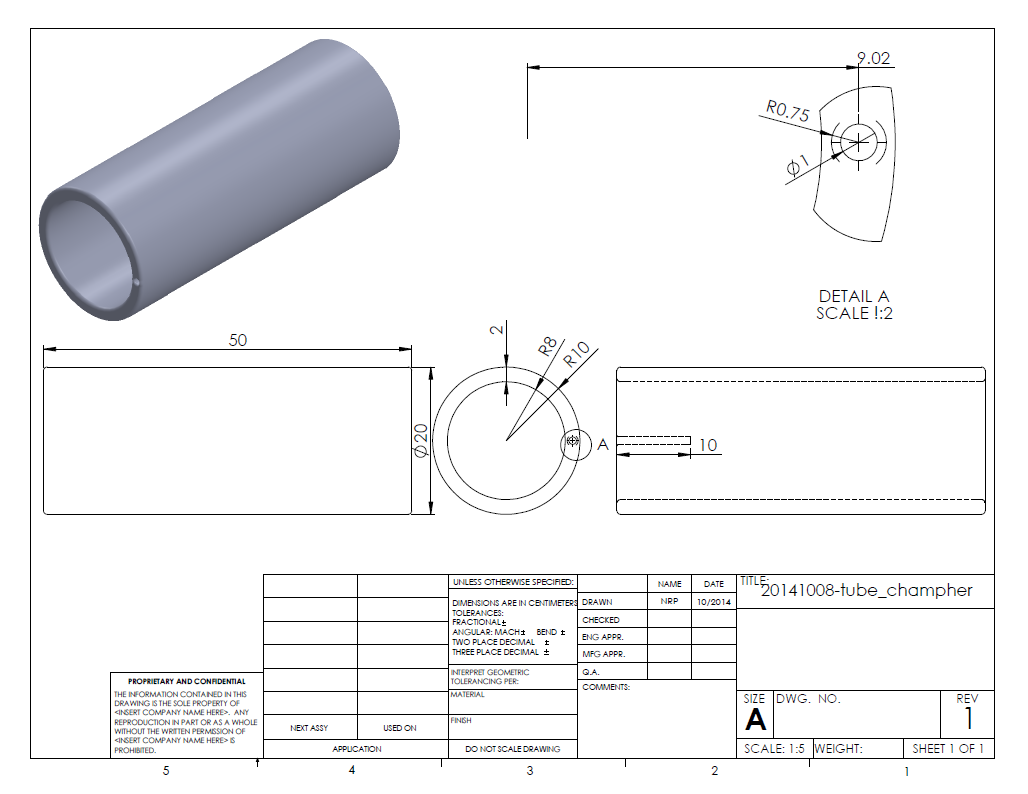 9.02
R0.75
⌀1
DETAIL A
SCALE !:2
50
2
R8
R10
⌀20
A
10
UNLESS OTHERWISE SPECIFIED:
DIMENSIONS ARE IN CENTIMETERS
TOLERANCES:
FRACTIONAL±
ANGULAR: MACH± BEND ±
TWO PLACE DECIMAL ±
THREE PLACE DECIMAL ±
INTERPRET GEOMETRIC
TOLERANCING PER:
MATERIAL
FINISH
DO NOT SCALE DRAWING
NAME DATE
DRAWN NRP 10/2014
CHECKED
ENG APPR.
MFG APPR.
Q.A.
COMMENTS:
TITLE:
20141008-tube_champher
SIZE DWG. NO. REV
A 1
SCALE: 1:5 WEIGHT: SHEET 1 OF 1
PROPRIETARY AND CONFIDENTIAL
THE INFORMATION CONTAINED IN THIS
DRAWING IS THE SOLE PROPERTY OF
<INSERT COMPANY NAME HERE>. ANY
REPRODUCTION IN PART OR AS A WHOLE
WITHOUT THE WRITTEN PERMISSION OF
<INSERT COMPANY NAME HERE> IS
PROHIBITED.
NEXT ASSY USED ON
APPLICATION
5 4 3 2 1